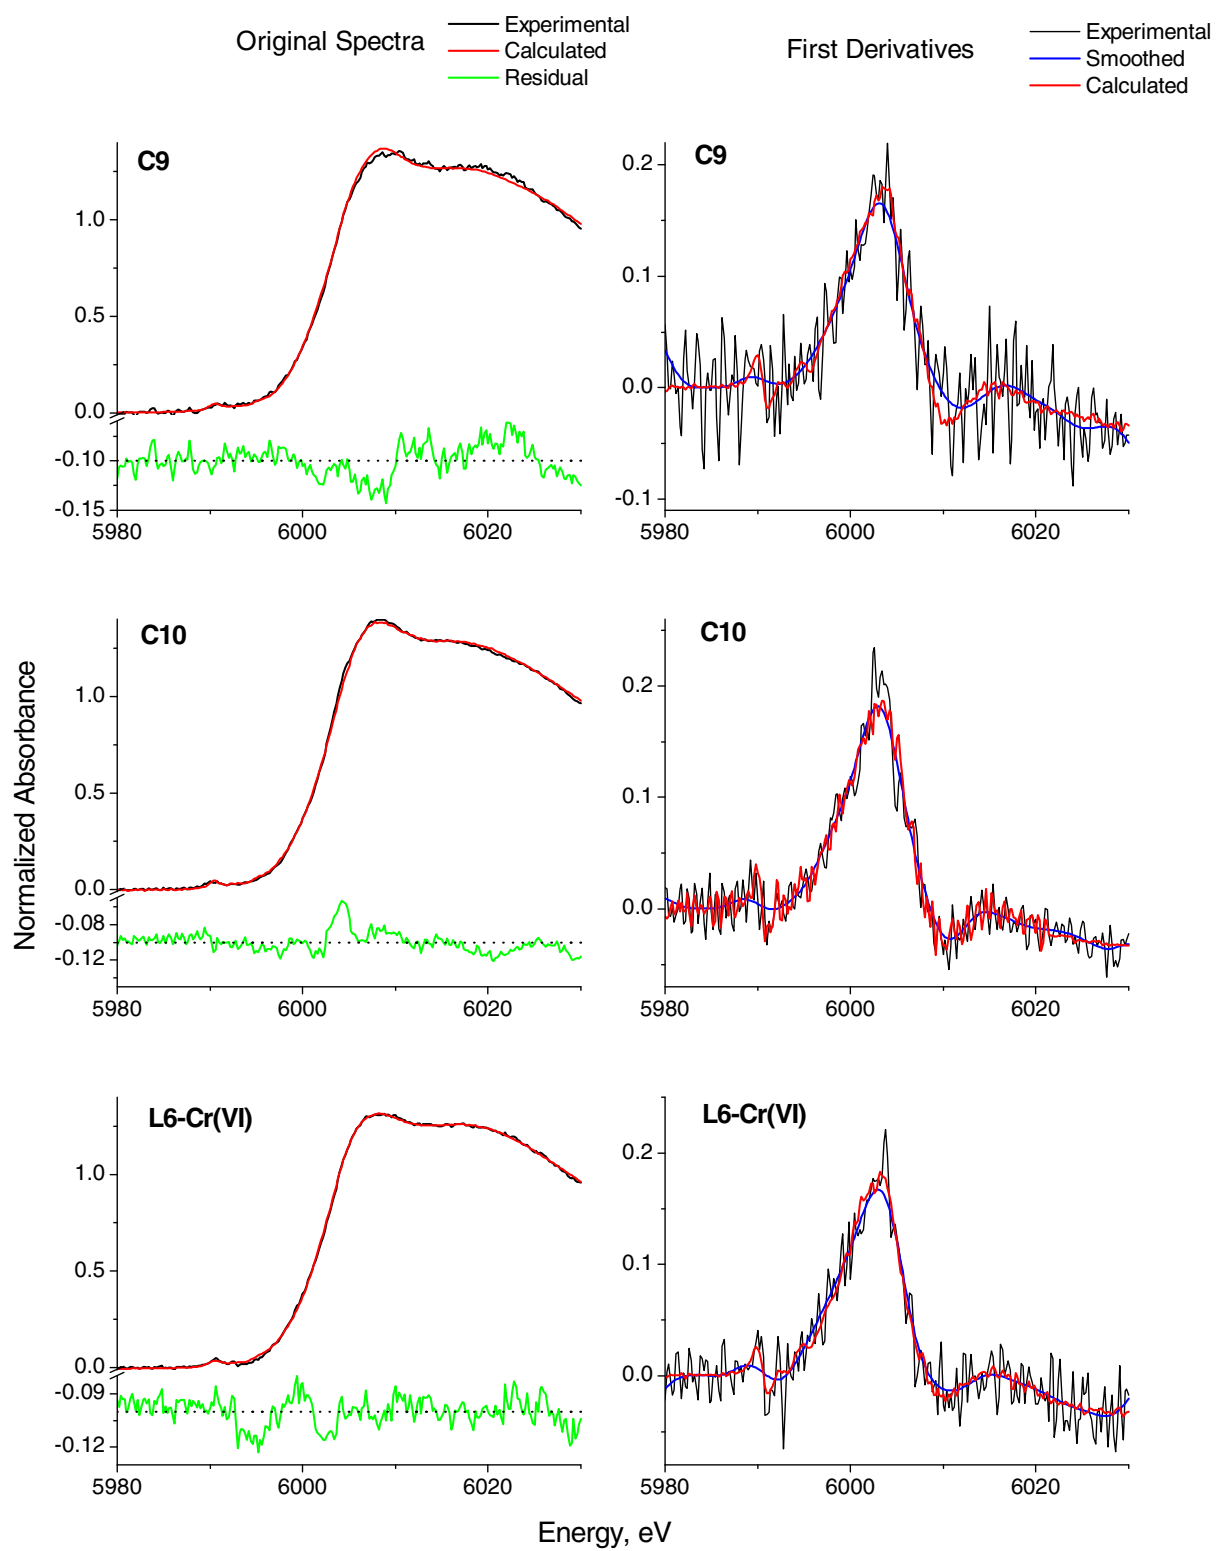 Original Spectra
Experimental
Calculated
Residual
First Derivatives
Experimental
Smoothed
Calculated
C9
1.0
0.5
0.0
-0.10
-0.15
5980 6000 6020
C9
0.2
0.1
0.0
-0.1
5980 6000 6020
C10
1.0
0.5
0.0
-0.08
-0.12
5980 6000 6020
C10
0.2
0.1
0.0
5980 6000 6020
L6-Cr(VI)
1.0
0.5
0.0
-0.09
-0.12
5980 6000 6020
L6-Cr(VI)
0.2
0.1
0.0
5980 6000 6020
Normalized Absorbance
Energy, eV